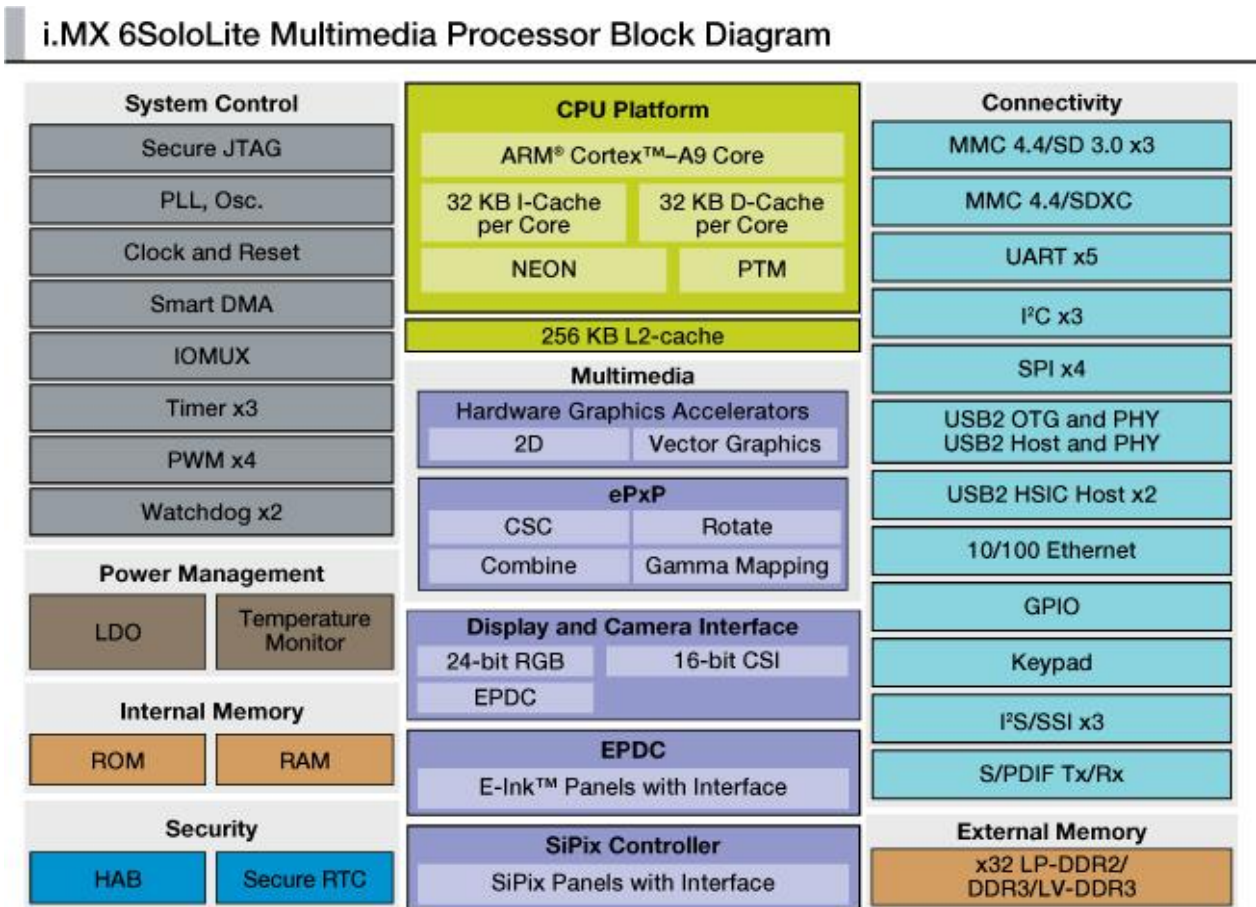 i.MX 6SoloLite Multimedia Processor Block Diagram
System Control
Secure JTAG
PLL, Osc.
Clock and Reset
Smart DMA
IOMUX
Timer x3
PWM x4
Watchdog x2
Power Management
LDO
Temperature
Monitor
Internal Memory
ROM
RAM
Security
HAB
Secure RTC
CPU Platform
ARM® Cortex™–A9 Core
32 KB I-Cache
per Core
32 KB D-Cache
per Core
NEON
PTM
256 KB L2-cache
Multimedia
Hardware Graphics Accelerators
2D
Vector Graphics
ePxP
CSC
Rotate
Combine
Gamma Mapping
Display and Camera Interface
24-bit RGB
16-bit CSI
EPDC
EPDC
E-Ink™ Panels with Interface
SiPix Controller
SiPix Panels with Interface
Connectivity
MMC 4.4/SD 3.0 x3
MMC 4.4/SDXC
UART x5
I²C x3
SPI x4
USB2 OTG and PHY
USB2 Host and PHY
USB2 HSIC Host x2
10/100 Ethernet
GPIO
Keypad
I²S/SSI x3
S/PDIF Tx/Rx
External Memory
x32 LP-DDR2/
DDR3/LV-DDR3